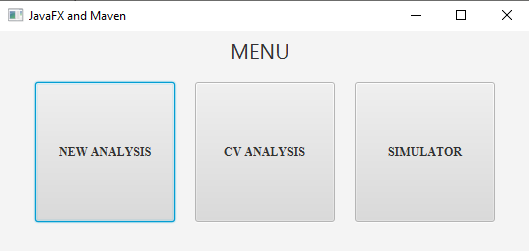 JavaFX and Maven
MENU
NEW ANALYSIS
CV ANALYSIS
SIMULATOR